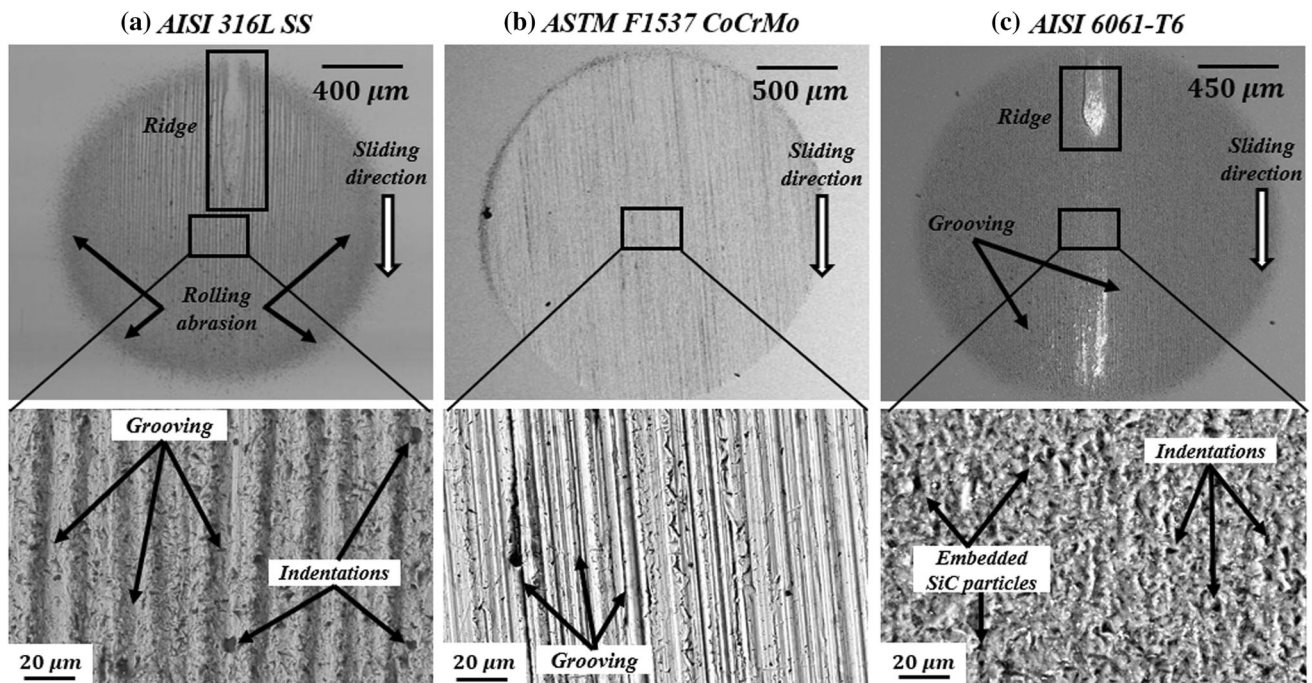 (a) AISI 316L SS
400 μm
Ridge
Sliding
direction
Rolling
abrasion
Grooving
Indentations
20 μm
(b) ASTM F1537 CoCrMo
500 μm
Sliding
direction
Grooving
20 μm
(c) AISI 6061-T6
450 μm
Ridge
Sliding
direction
Grooving
Indentations
Embedded
SiC particles
20 μm